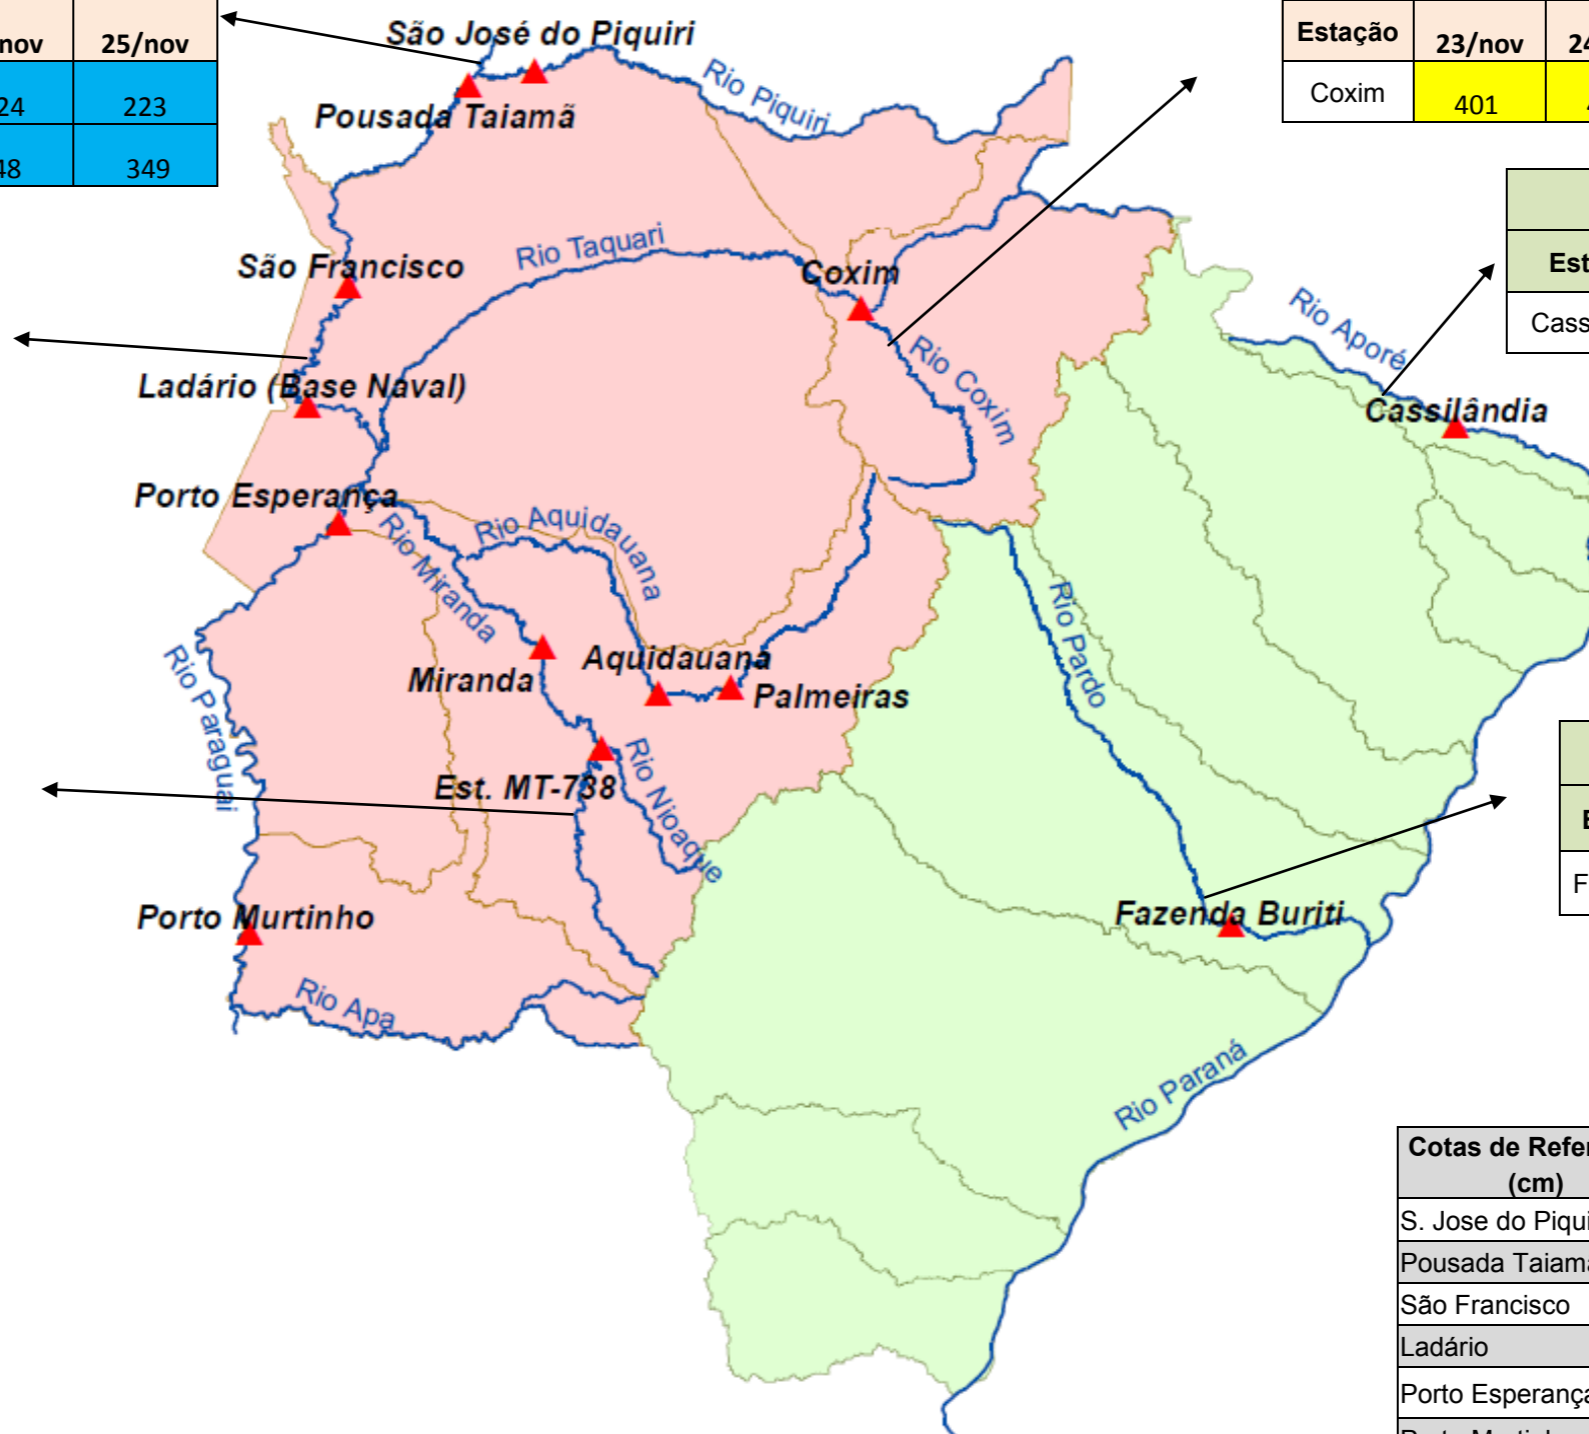 nov 25/nov
24 223
48 349
Estação 23/nov 24
Coxim 401
São José do Piquiri
Pousada Taiamã
Rio Piquiri
São Francisco
Rio Taquari
Coxim
Est
Cass
Rio Aporé
Cassilândia
Ladário (Base Naval)
Rio Coxim
Porto Esperança
Rio Aquidauana
Rio Miranda
Rio Pardo
Miranda
Aquidauana
Palmeiras
Rio Paraguai
Est. MT-738
Rio Nioaque
E
F
Porto Murtinho
Fazenda Buriti
Rio Apa
Rio Paraná
Cotas de Refer
(cm)
S. Jose do Piqui
Pousada Taiama
São Francisco
Ladário
Porto Esperança